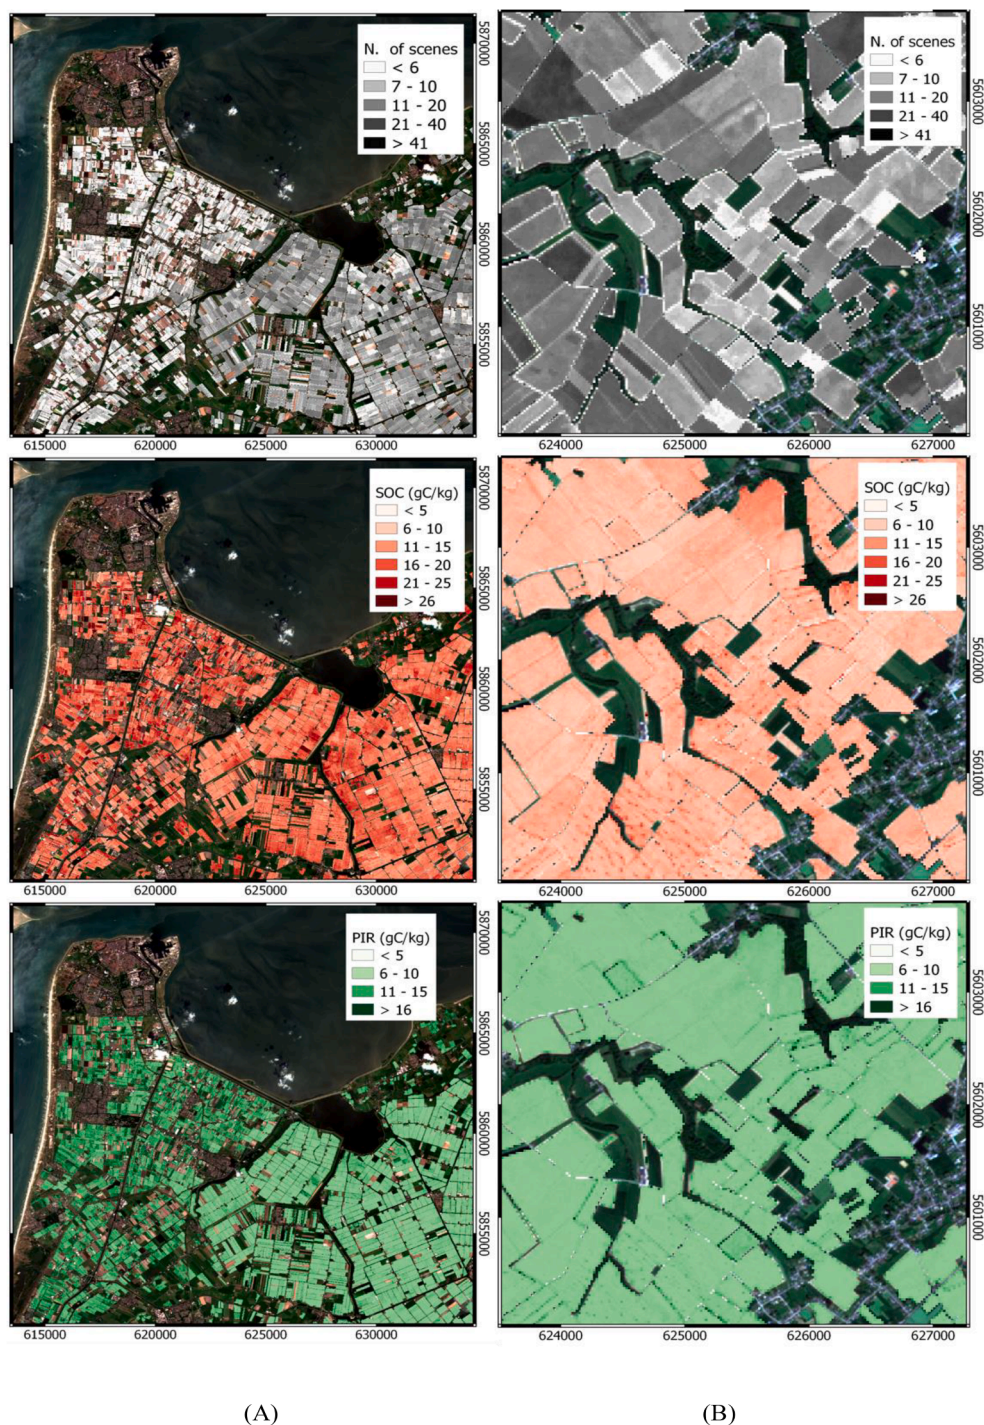 N. of scenes
< 6
7 - 10
11 - 20
21 - 40
> 41
5870000
5865000
5860000
5855000
615000
620000
625000
630000
N. of scenes
< 6
7 - 10
11 - 20
21 - 40
> 41
5603000
5602000
5601000
624000
625000
626000
627000
SOC (gC/kg)
< 5
6 - 10
11 - 15
16 - 20
21 - 25
> 26
5870000
5865000
5860000
5855000
615000
620000
625000
630000
SOC (gC/kg)
< 5
6 - 10
11 - 15
16 - 20
21 - 25
> 26
5603000
5602000
5601000
624000
625000
626000
627000
PIR (gC/kg)
< 5
6 - 10
11 - 15
> 16
5870000
5865000
5860000
5855000
615000
620000
625000
630000
PIR (gC/kg)
< 5
6 - 10
11 - 15
> 16
5603000
5602000
5601000
624000
625000
626000
627000
(A)
(B)